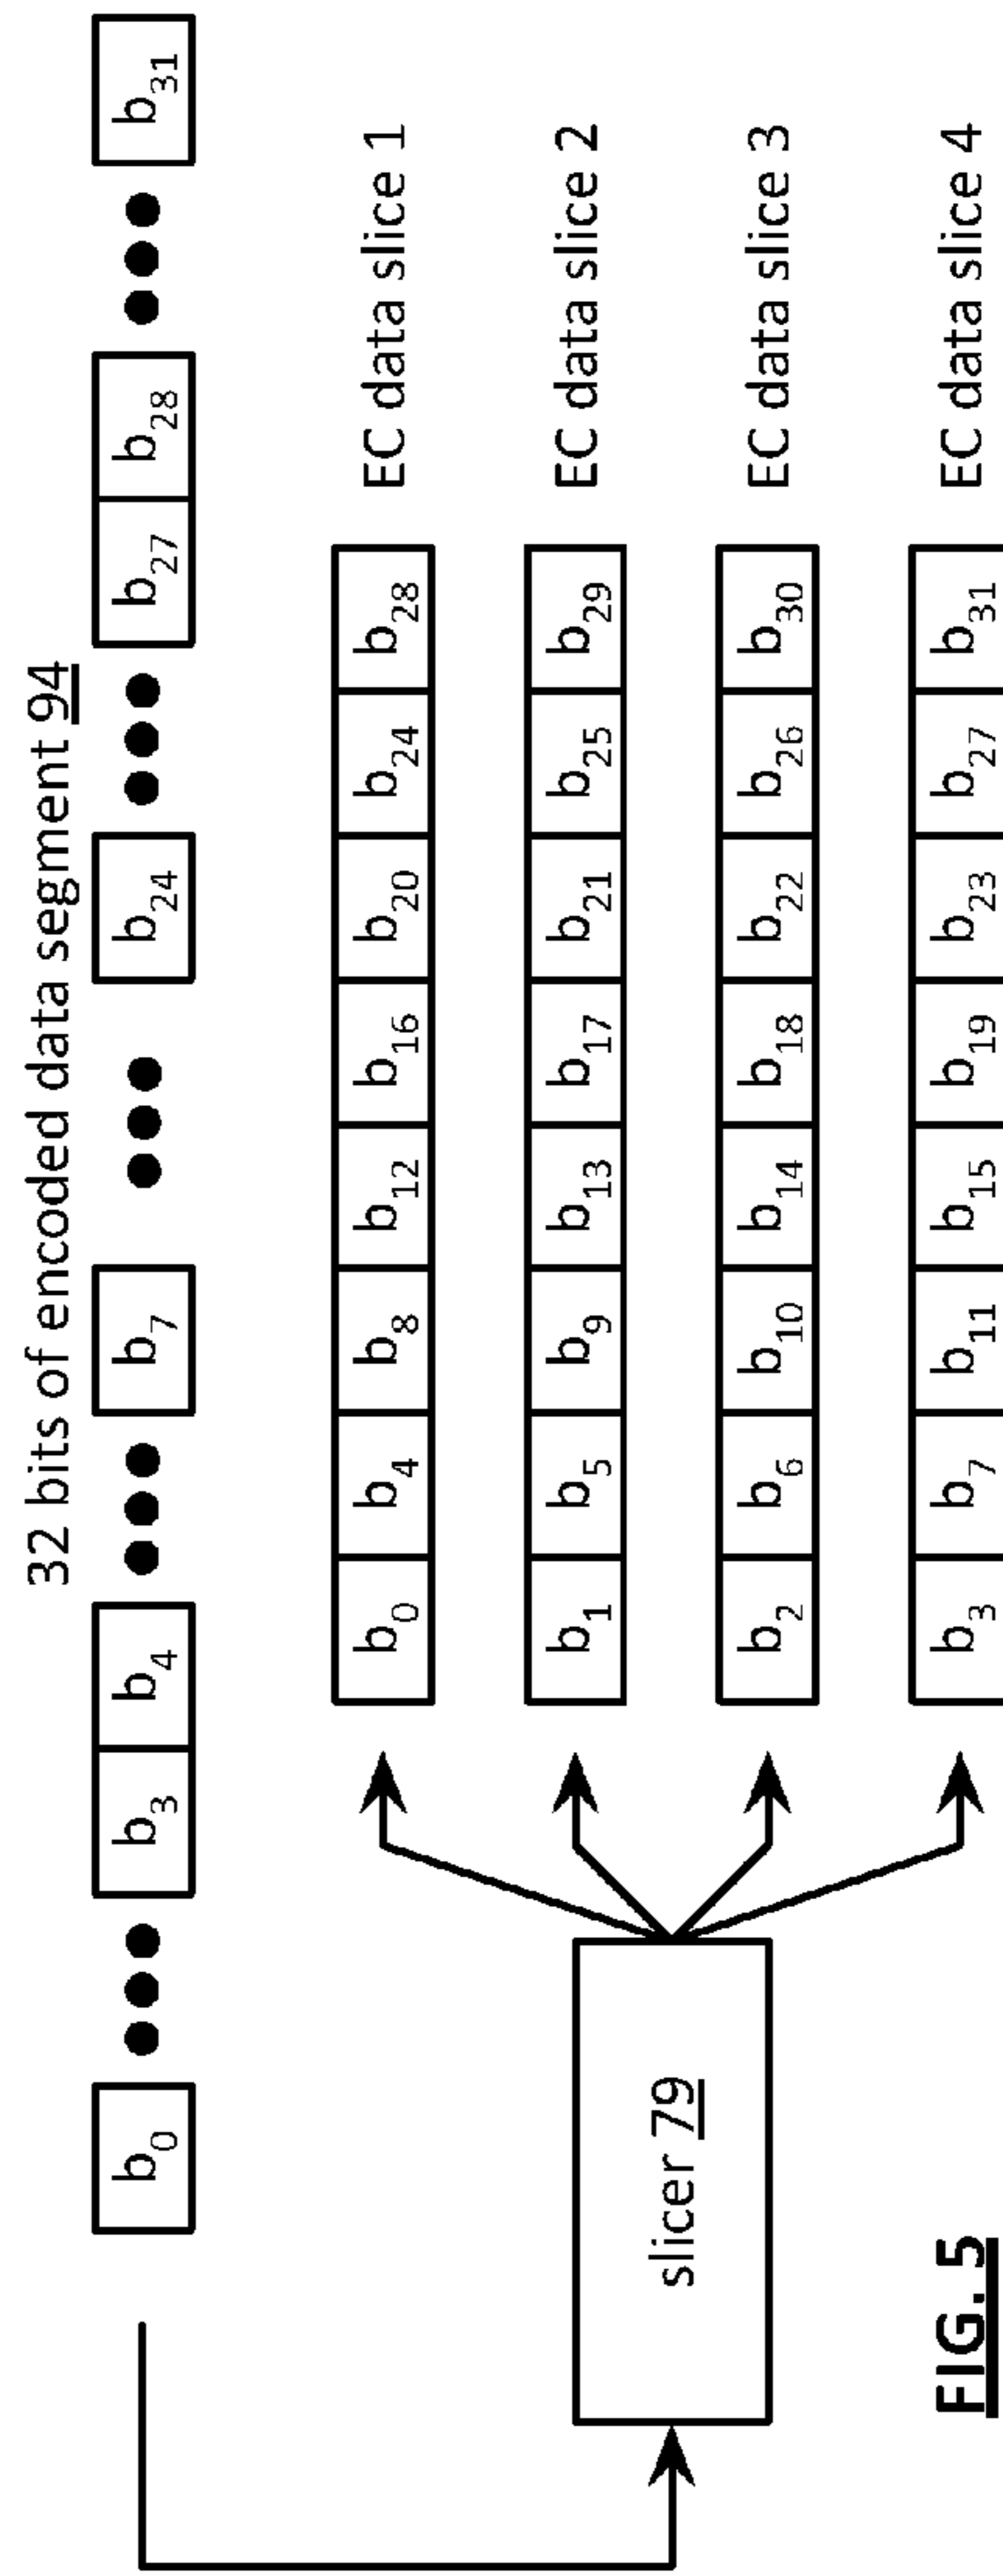 32 bits of encoded data segment 94
b0 ●●● b3 b4 ●●● b7 ●●● b24 ●●● b27 b28 ●●● b31
b0 b4 b8 b12 b16 b20 b24 b28 EC data slice 1
b1 b5 b9 b13 b17 b21 b25 b29 EC data slice 2
slicer 79
b2 b6 b10 b14 b18 b22 b26 b30 EC data slice 3
b3 b7 b11 b15 b19 b23 b27 b31 EC data slice 4
FIG. 5